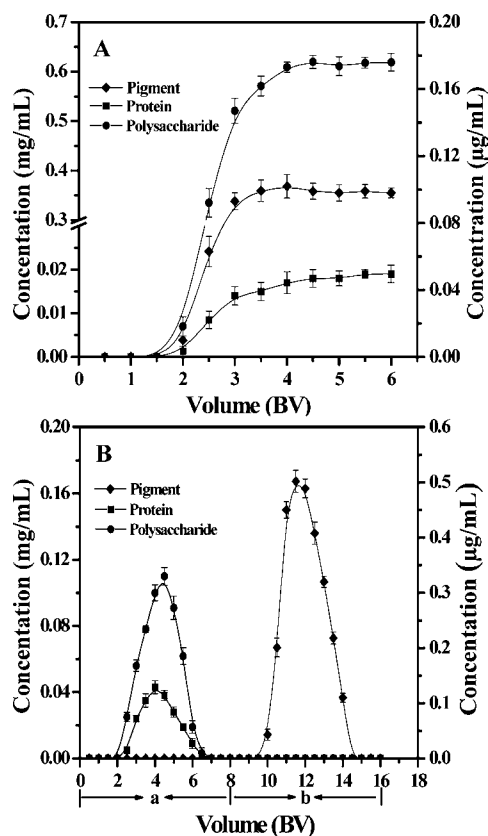 A
Pigment
Protein
Polysaccharide
Concentation (mg/mL)
0.7
0.6
0.5
0.4
0.3
0.02
0.01
0.00
Concentration (µg/mL)
0.20
0.16
0.12
0.08
0.04
0.00
0 1 2 3 4 5 6
Volume (BV)
B
Pigment
Protein
Polysaccharide
Concentation (mg/mL)
0.20
0.16
0.12
0.08
0.04
0.00
Concentation (µg/mL)
0.6
0.5
0.4
0.3
0.2
0.1
0.0
0 2 4 6 8 10 12 14 16 18
a b
Volume (BV)